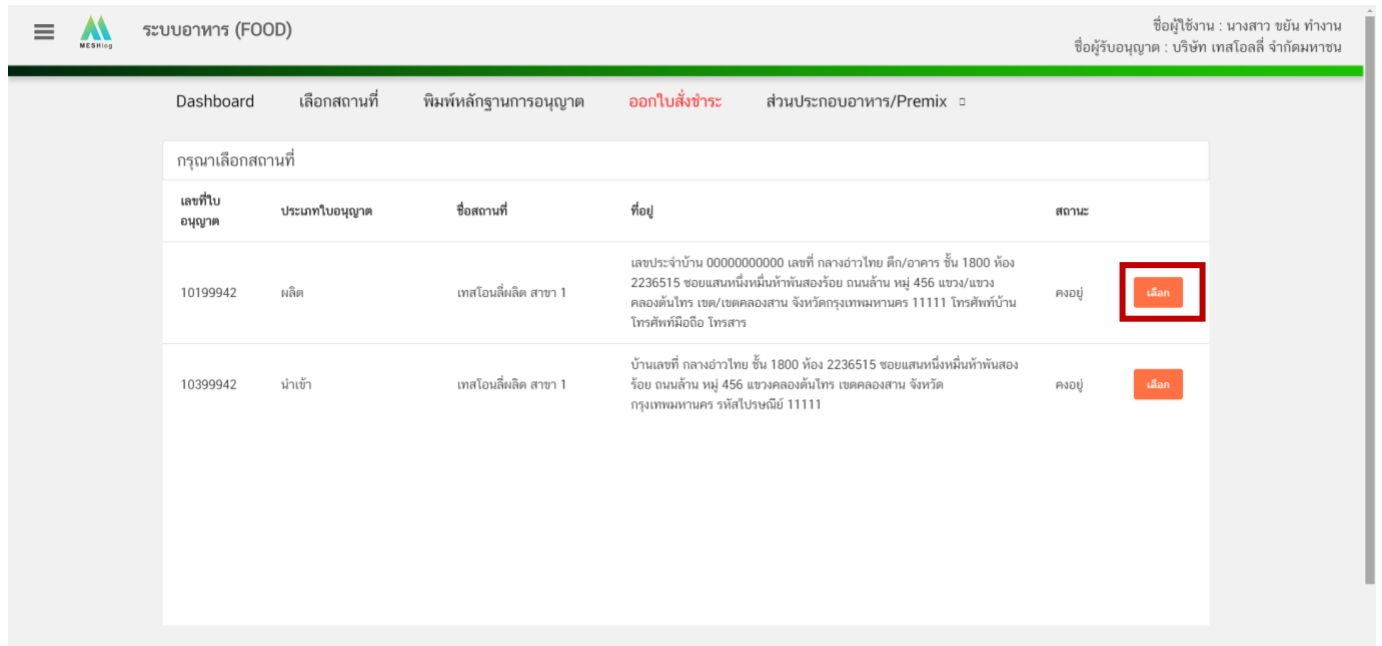 ระบบอาหาร (FOOD)
MESHlog
ชื่อผู้ใช้งาน : นางสาว ขยัน ทำงาน
ชื่อผู้รับอนุญาต : บริษัท เทสโอลลี่ จำกัดมหาชน
Dashboard เลือกสถานที่ พิมพ์หลักฐานการอนุญาต ออกใบสั่งชำระ ส่วนประกอบอาหาร/Premix
กรุณาเลือกสถานที่
เลขที่ใบ
อนุญาต
ประเภทใบอนุญาต ชื่อสถานที่ ที่อยู่ สถานะ
10199942 ผลิต เทสโอนลี่ผลิต สาขา 1
เลขประจำบ้าน 00000000000 เลขที่ กลางอ่าวไทย ตึก/อาคาร ชั้น 1800 ห้อง
2236515 ซอยแสนหนึ่งหมื่นห้าพันสองร้อย ถนนล้าน หมู่ 456 แขวง/แขวง
คลองต้นไทร เขต/เขตคลองสาน จังหวัดกรุงเทพมหานคร 11111 โทรศัพท์บ้าน
โทรศัพท์มือถือ โทรสาร
คงอยู่ เลือก
10399942 นำเข้า เทสโอนลี่ผลิต สาขา 1
บ้านเลขที่ กลางอ่าวไทย ชั้น 1800 ห้อง 2236515 ซอยแสนหนึ่งหมื่นห้าพันสอง
ร้อย ถนนล้าน หมู่ 456 แขวงคลองต้นไทร เขตคลองสาน จังหวัด
กรุงเทพมหานคร รหัสไปรษณีย์ 11111
คงอยู่ เลือก